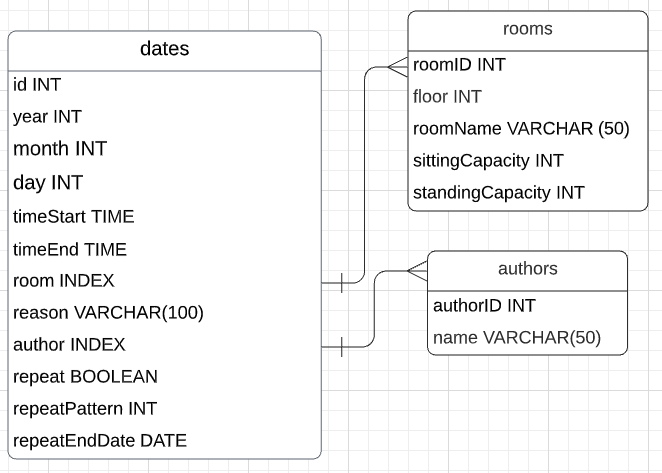 dates
id INT
year INT
month INT
day INT
timeStart TIME
timeEnd TIME
room INDEX
reason VARCHAR(100)
author INDEX
repeat BOOLEAN
repeatPattern INT
repeatEndDate DATE
rooms
roomID INT
floor INT
roomName VARCHAR (50)
sittingCapacity INT
standingCapacity INT
authors
authorID INT
name VARCHAR(50)